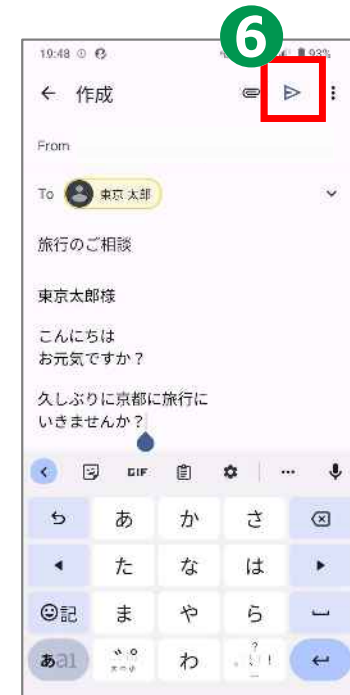 6
19:48
93%
作成
From
To 東京 太郎
旅行のご相談
東京太郎様
こんにちは
お元気ですか？
久しぶりに京都に旅行に
いきませんか？
GIF
あ か さ
た な は
記 ま や ら
あa1 わ 、。?!